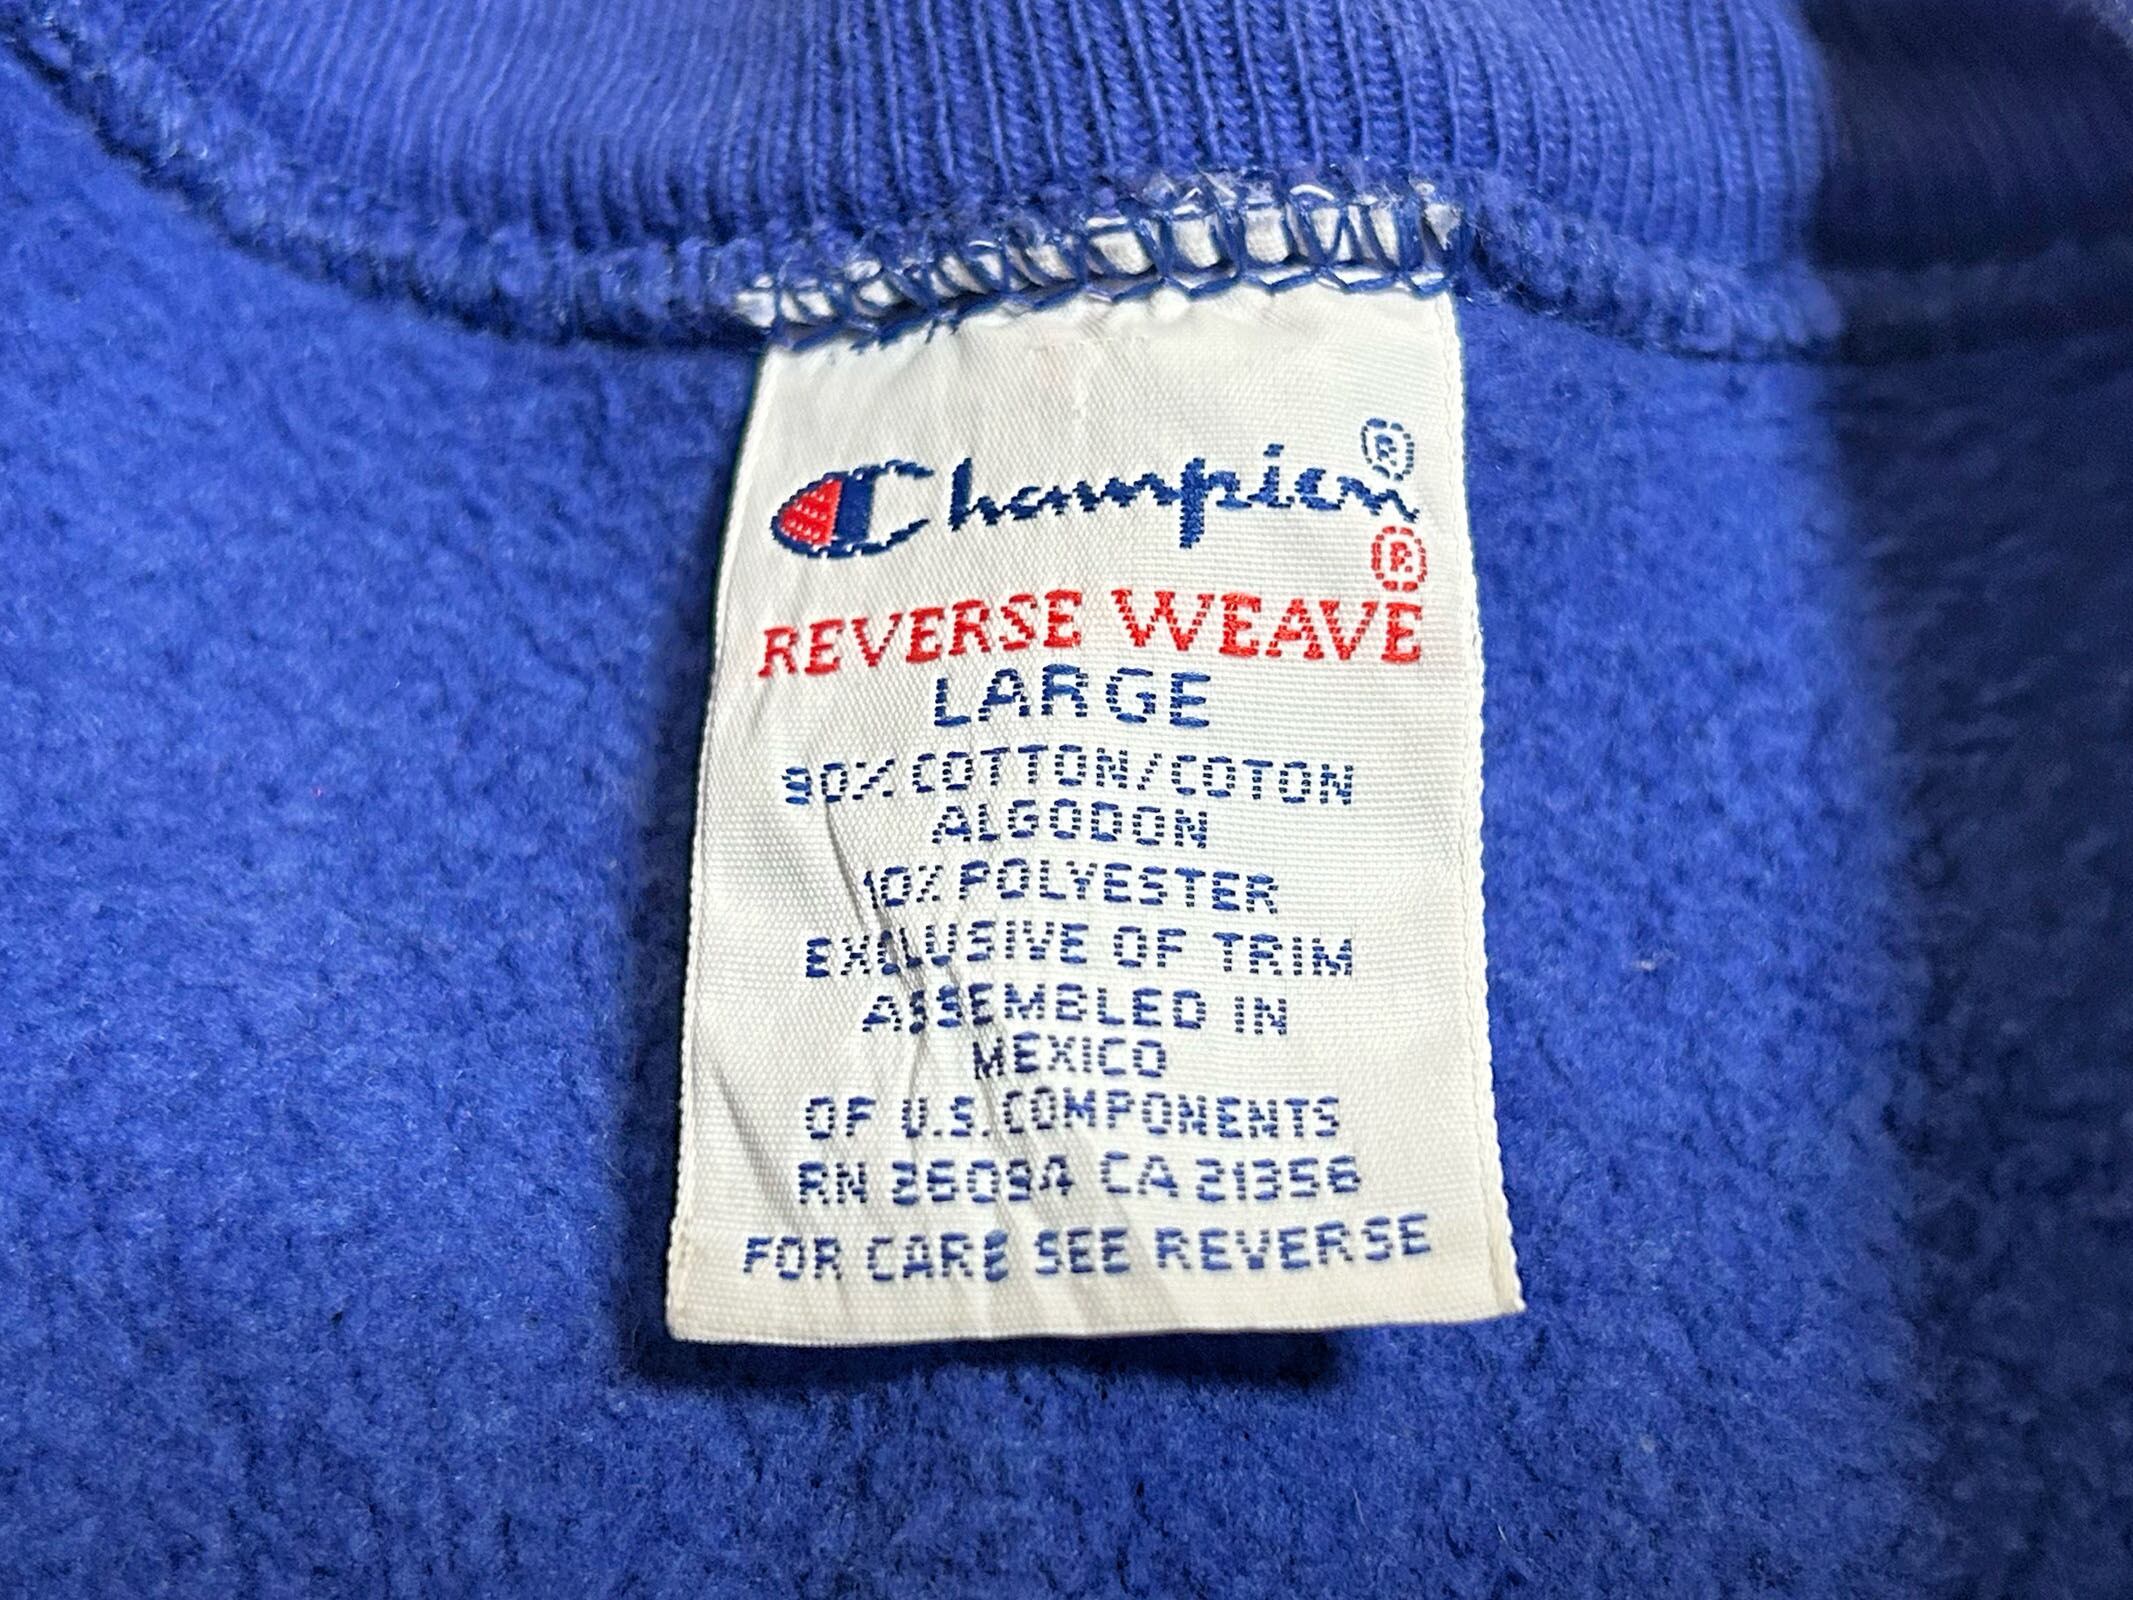 Champion®
REVERSE WEAVE®
LARGE
90% COTTON/COTON
ALGODON
10% POLYESTER
EXCLUSIVE OF TRIM
ASSEMBLED IN
MEXICO
OF U.S. COMPONENTS
RN 26094 CA 21356
FOR CARE SEE REVERSE